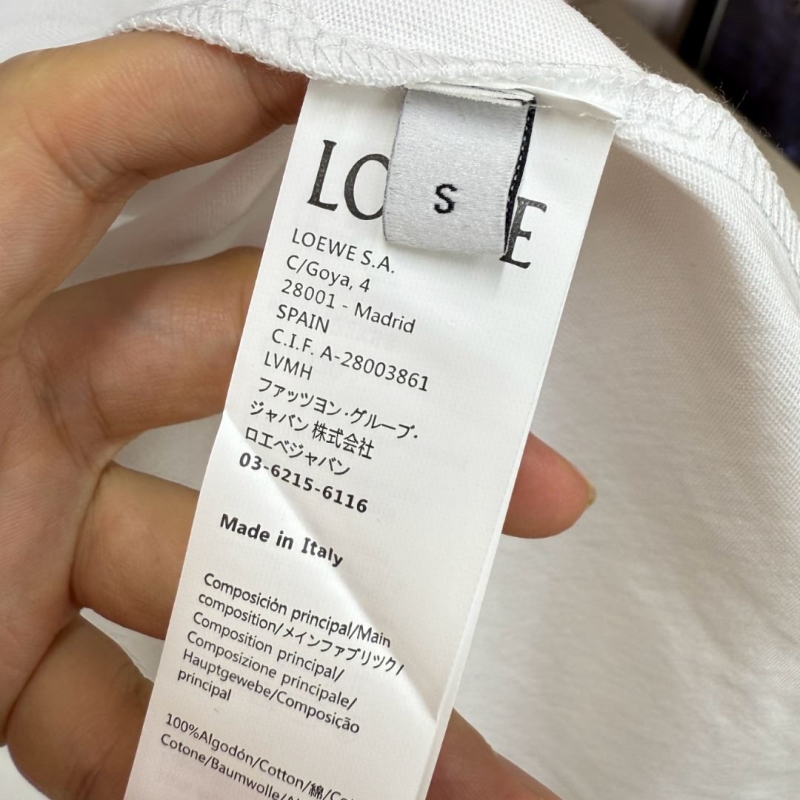 LO E
S
LOEWE S.A.
C/Goya, 4
28001 - Madrid
SPAIN
C.I.F. A-28003861
LVMH
ファッツヨン・グループ・
ジャパン株式会社
ロエベジャパン
03-6215-6116
Made in Italy
Composición principal/Main
composition/メインファブリック/
Composition principal/
Composizione principale/
Hauptgewebe/Composição
principal
100%Algodón/Cotton/綿/Co
Cotone/Baumwolle/Al